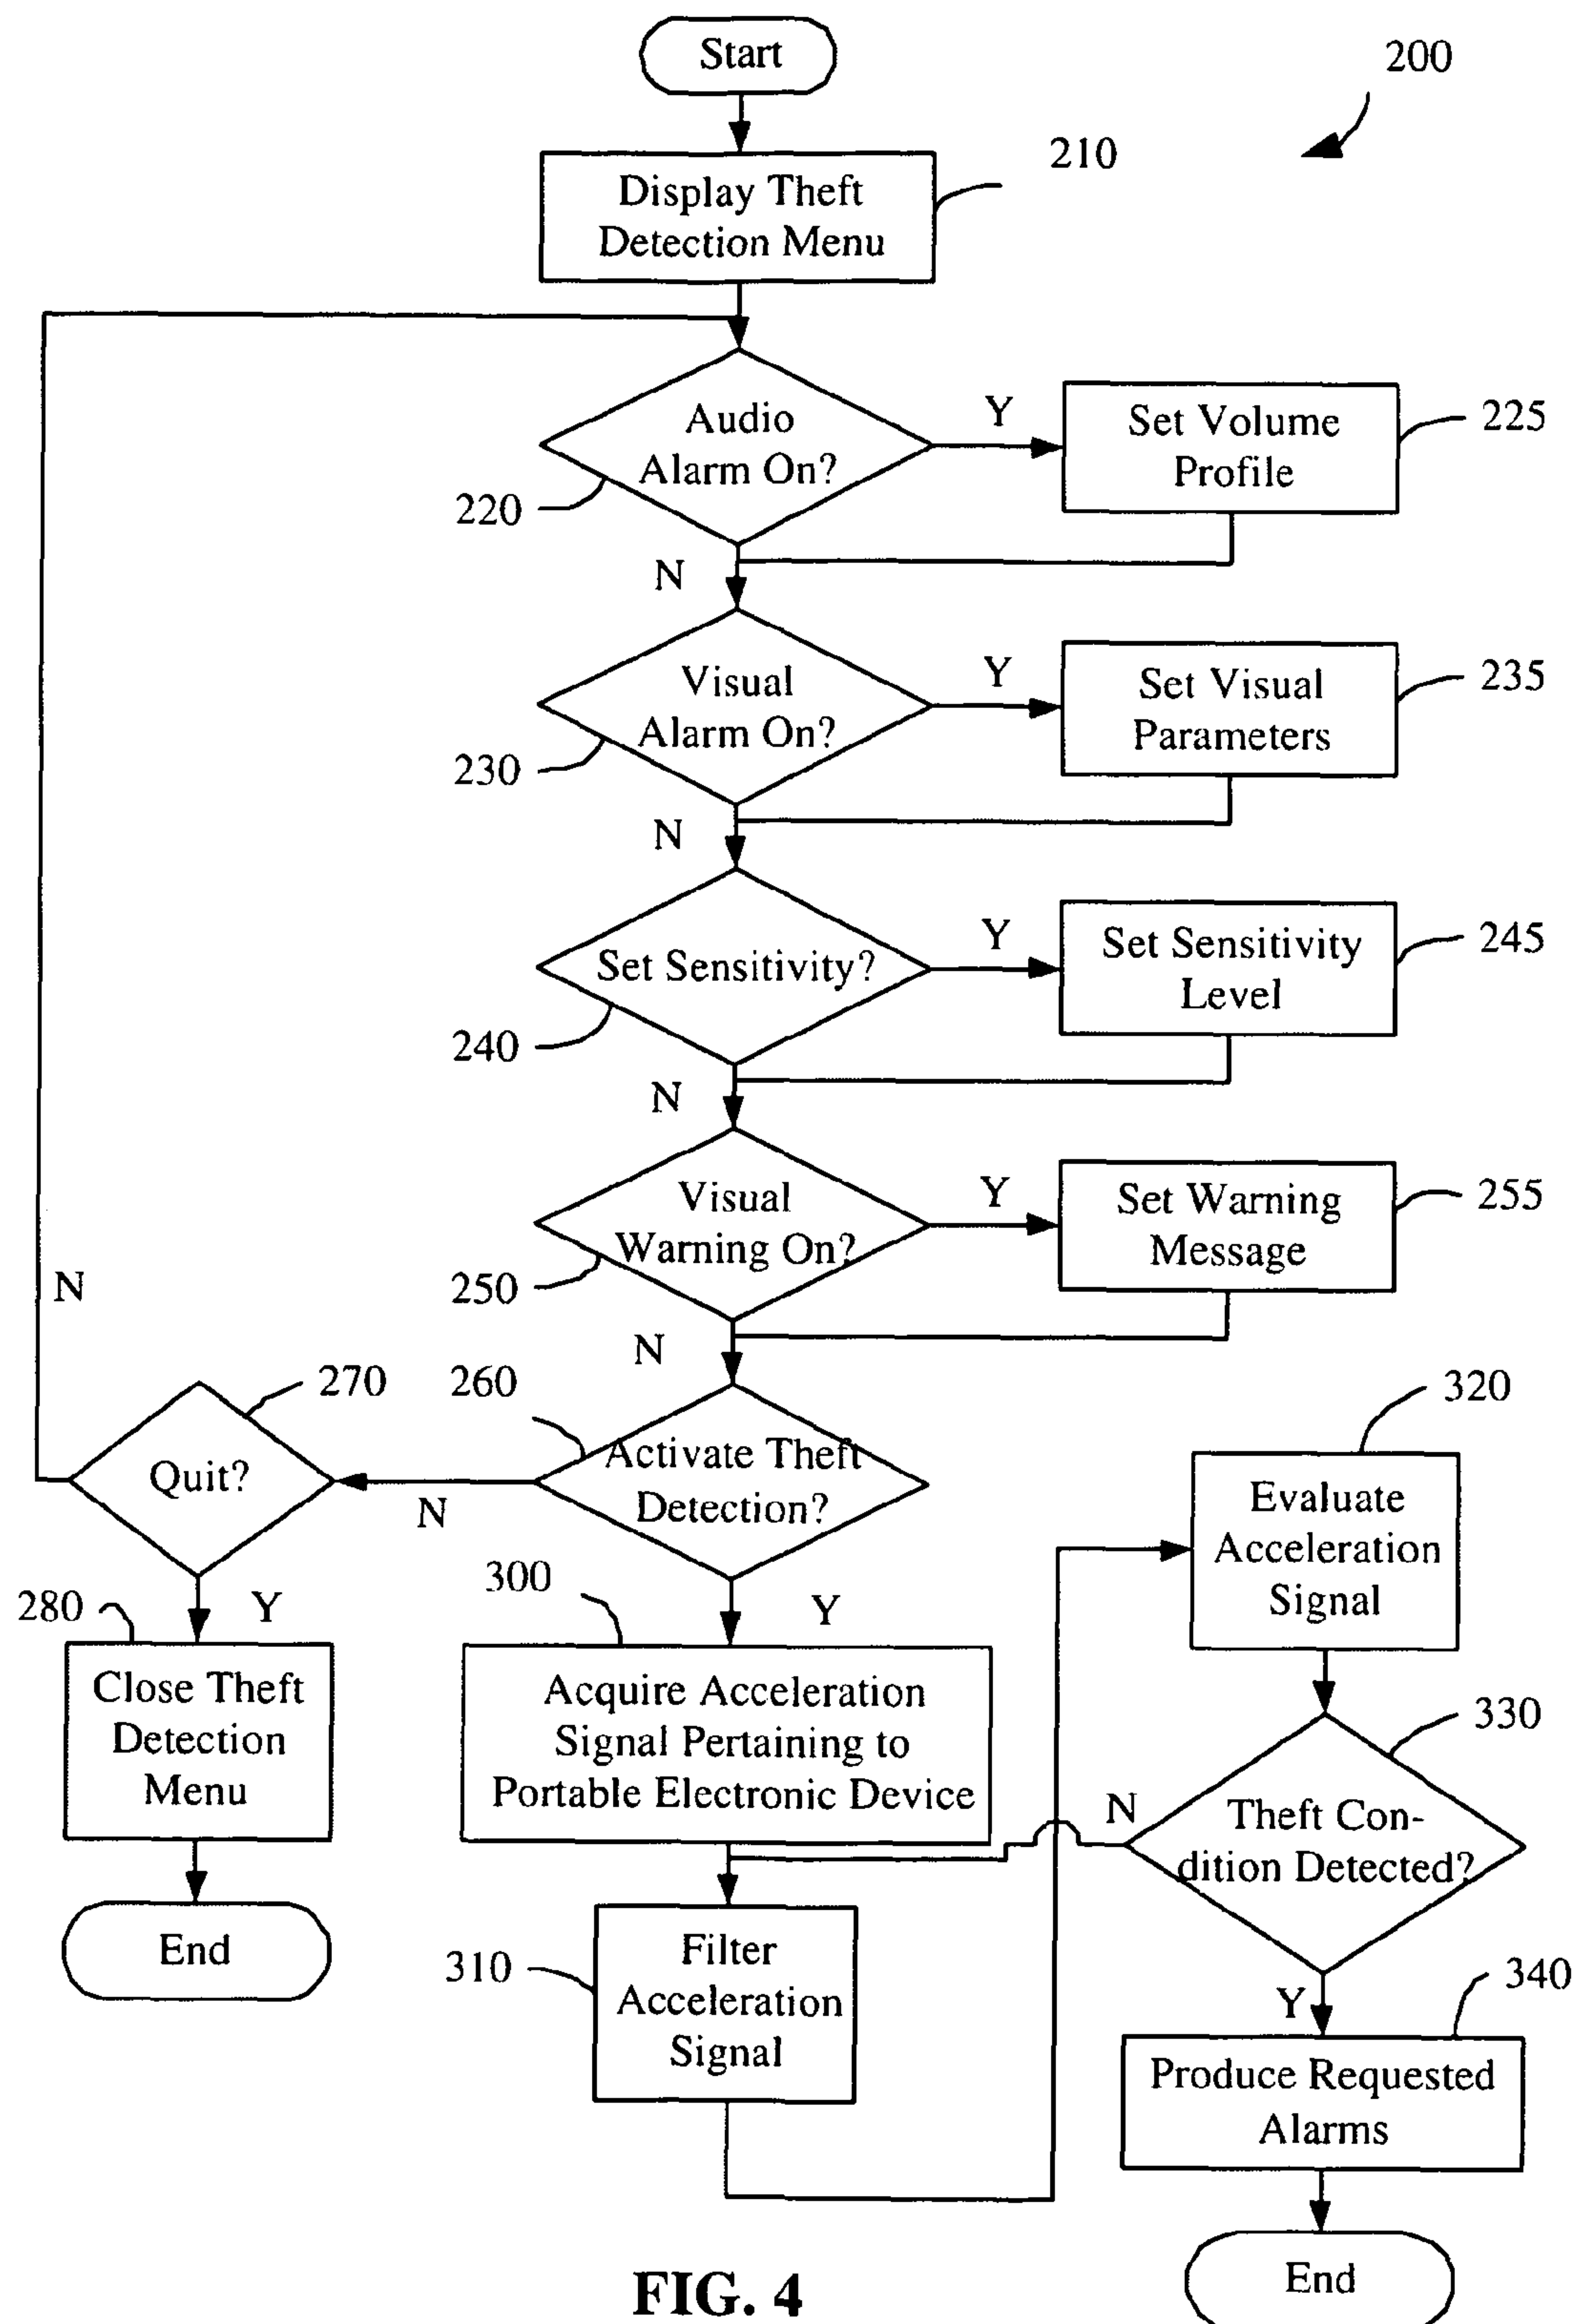 Start
200
210
Display Theft
Detection Menu
Audio
Alarm On?
220
Y
Set Volume
Profile
225
N
Visual
Alarm On?
230
Y
Set Visual
Parameters
235
N
Set Sensitivity?
240
Y
Set Sensitivity
Level
245
N
Visual
Warning On?
250
Y
Set Warning
Message
255
N
N
270
Quit?
260
Activate Theft
Detection?
N
320
Evaluate
Acceleration
Signal
280
Y
Close Theft
Detection
Menu
End
300
Y
Acquire Acceleration
Signal Pertaining to
Portable Electronic Device
330
N
Theft Con-
dition Detected?
310
Filter
Acceleration
Signal
Y
340
Produce Requested
Alarms
End
FIG. 4